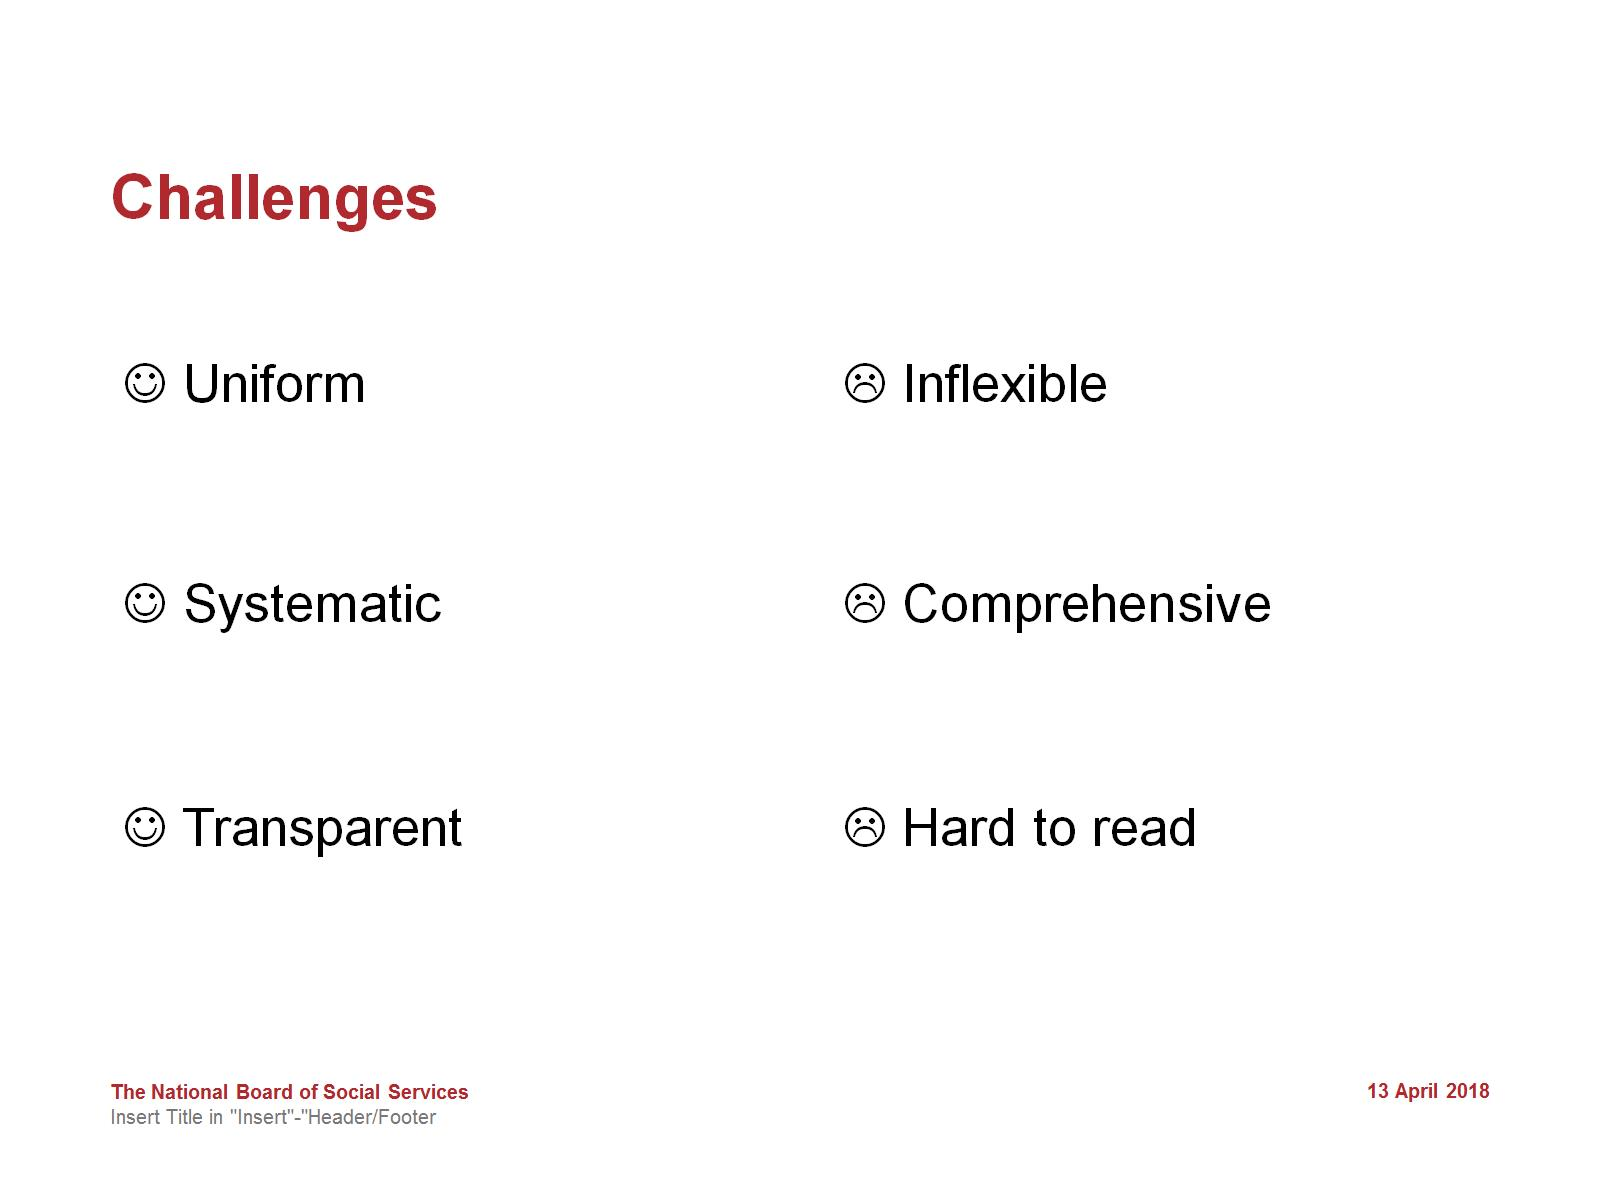 Challenges
☺ Uniform
☹ Inflexible
☺ Systematic
☹ Comprehensive
☺ Transparent
☹ Hard to read
The National Board of Social Services
13 April 2018
Insert Title in "Insert"-"Header/Footer